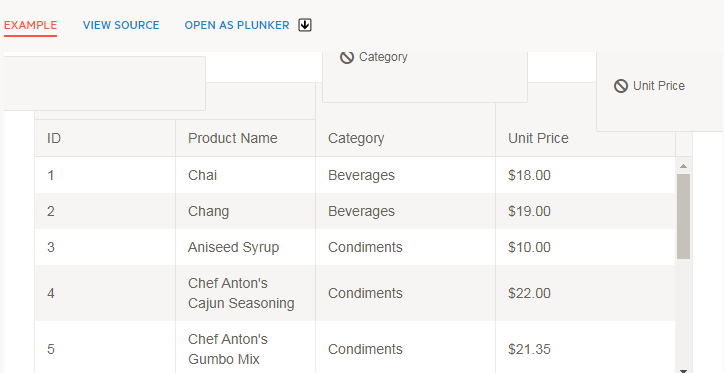 EXAMPLE VIEW SOURCE OPEN AS PLUNKER
Category
Unit Price
ID Product Name Category Unit Price
1 Chai Beverages $18.00
2 Chang Beverages $19.00
3 Aniseed Syrup Condiments $10.00
Chef Anton's
4 Cajun Seasoning Condiments $22.00
Chef Anton's
5 Gumbo Mix Condiments $21.35